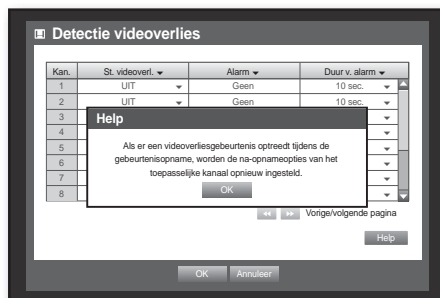 Detectie videoverlies
Kan. St. videoverl. Alarm Duur v. alarm
1 UIT Geen 10 sec.
2 UIT Geen 10 sec.
3
4
5
6
7
8
Help
Als er een videoverliesgebeurtenis optreedt tijdens de
gebeurtenisopname, worden de na-opnameopties van het
toepasselijke kanaal opnieuw ingesteld.
OK
Vorige/volgende pagina
Help
OK Annuleer